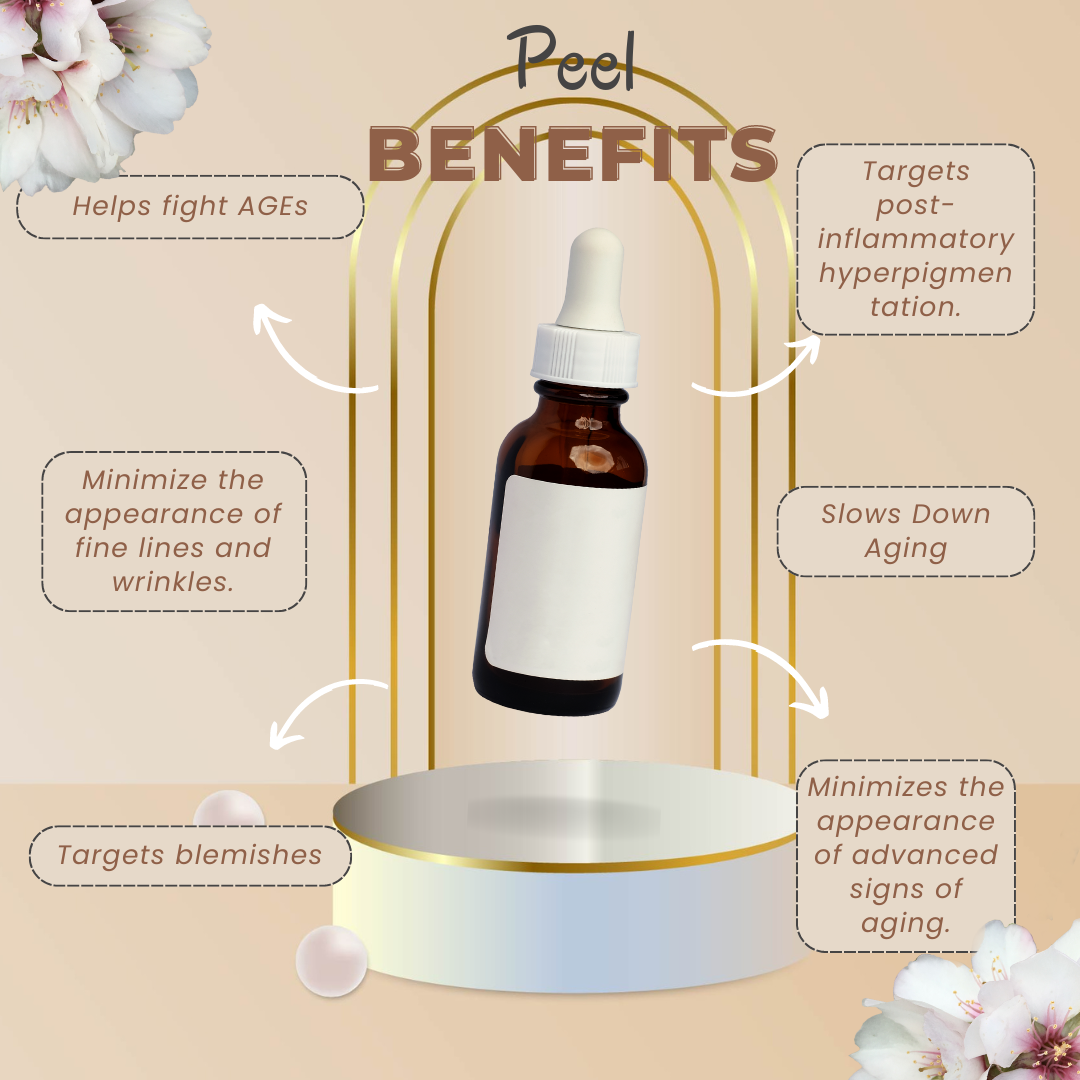 Peel
BENEFITS
Helps fight AGEs
Targets
post-
inflammatory
hyperpigmen
tation.
Minimize the
appearance of
fine lines and
wrinkles.
Slows Down
Aging
Targets blemishes
Minimizes the
appearance
of advanced
signs of
aging.